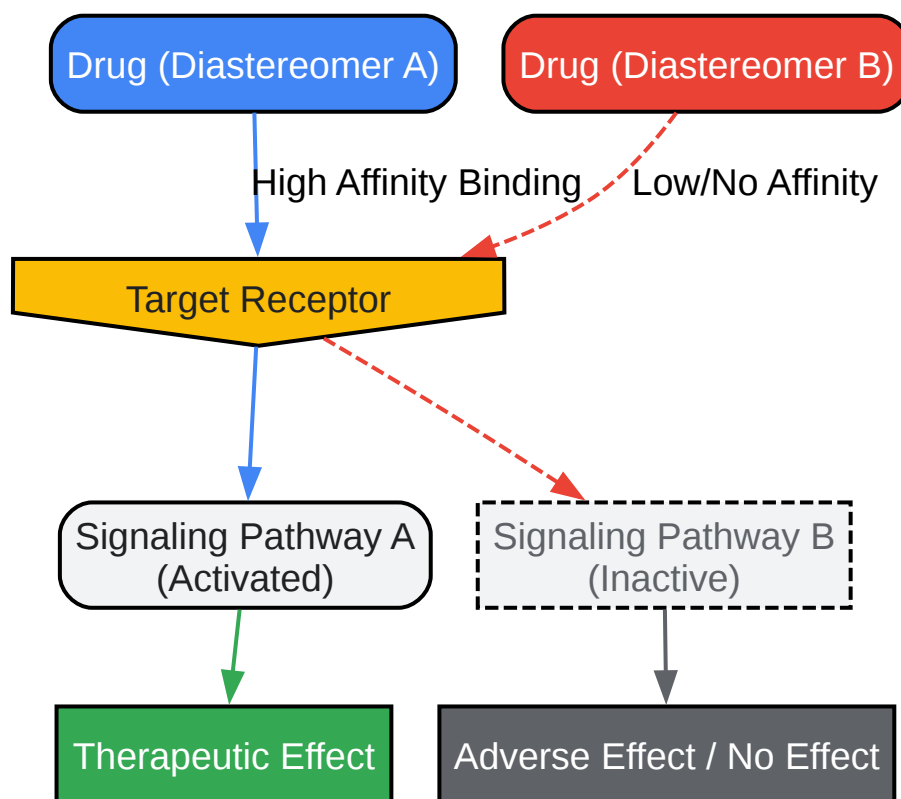 Drug (Diastereomer A)
Drug (Diastereomer B)
High Affinity Binding
Low/No Affinity
Target Receptor
Signaling Pathway A
(Activated)
Signaling Pathway B
(Inactive)
Therapeutic Effect
Adverse Effect / No Effect